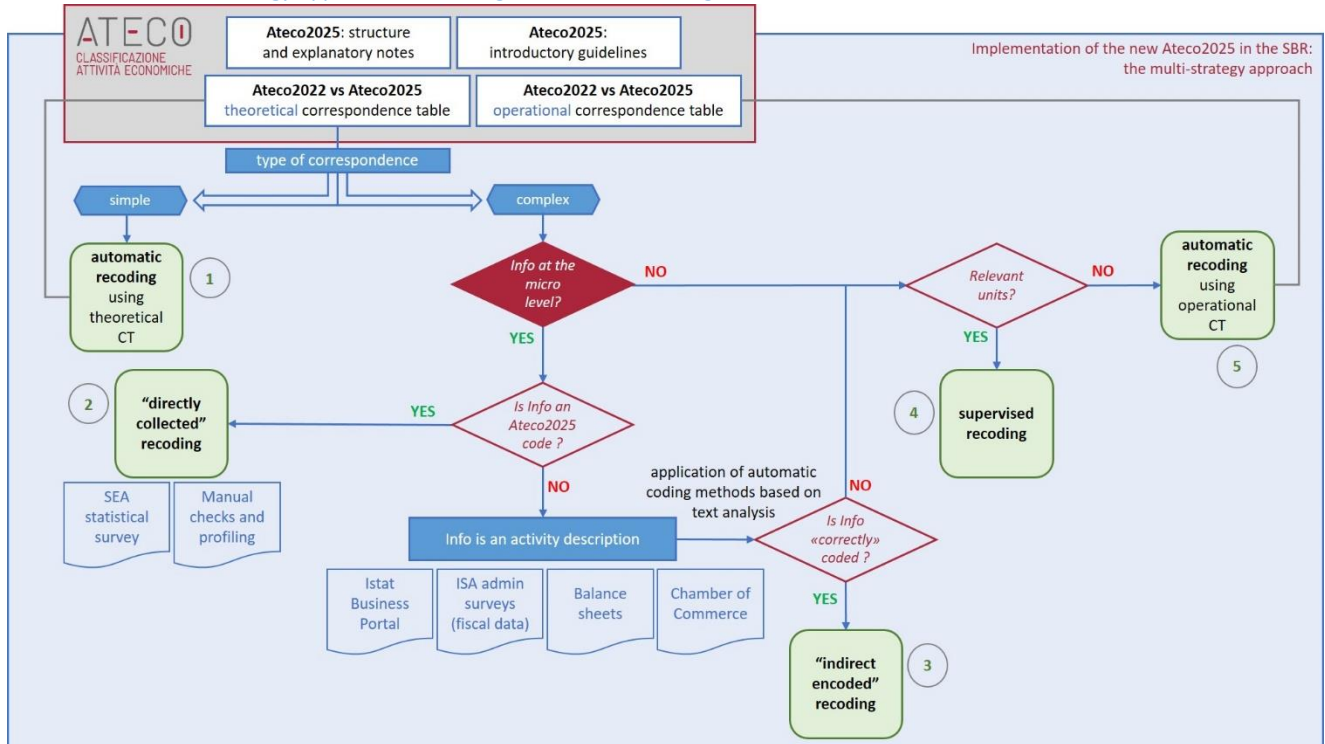 ATECO
CLASSIFICAZIONE
ATTIVITÀ ECONOMICHE
Ateco2025: structure
and explanatory notes
Ateco2025:
introductory guidelines
Implementation of the new Ateco2025 in the SBR:
the multi-strategy approach
Ateco2022 vs Ateco2025
theoretical correspondence table
Ateco2022 vs Ateco2025
operational correspondence table
type of correspondence
simple
complex
automatic
recoding
using
theoretical
CT
1
Info at the
micro
level?
NO
Relevant
units?
NO
automatic
recoding
using
operational
CT
5
YES
YES
2
"directly
collected"
recoding
YES
Is Info an
Ateco2025
code ?
4
supervised
recoding
SEA
statistical
survey
Manual
checks and
profiling
NO
application of automatic
coding methods based on
text analysis
NO
Info is an activity description
Is Info
«correctly»
coded ?
Istat
Business
Portal
ISA admin
surveys
(fiscal data)
Balance
sheets
Chamber of
Commerce
YES
"indirect
encoded"
recoding
3